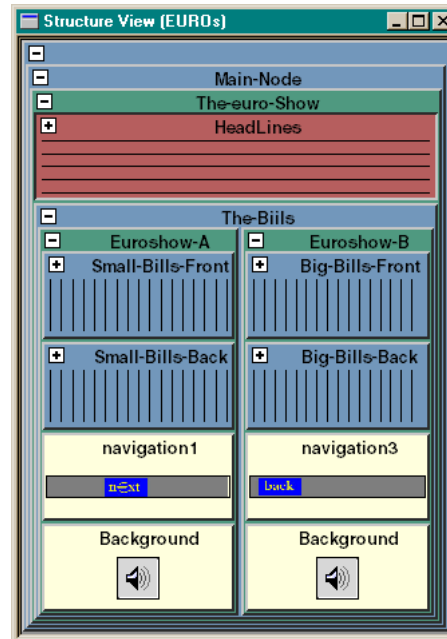 Structure View (EUROs)
Main-Node
The-euro-Show
HeadLines
The-Biils
Euroshow-A
Euroshow-B
Small-Bills-Front
Big-Bills-Front
Small-Bills-Back
Big-Bills-Back
navigation1
navigation3
next
back
Background
Background